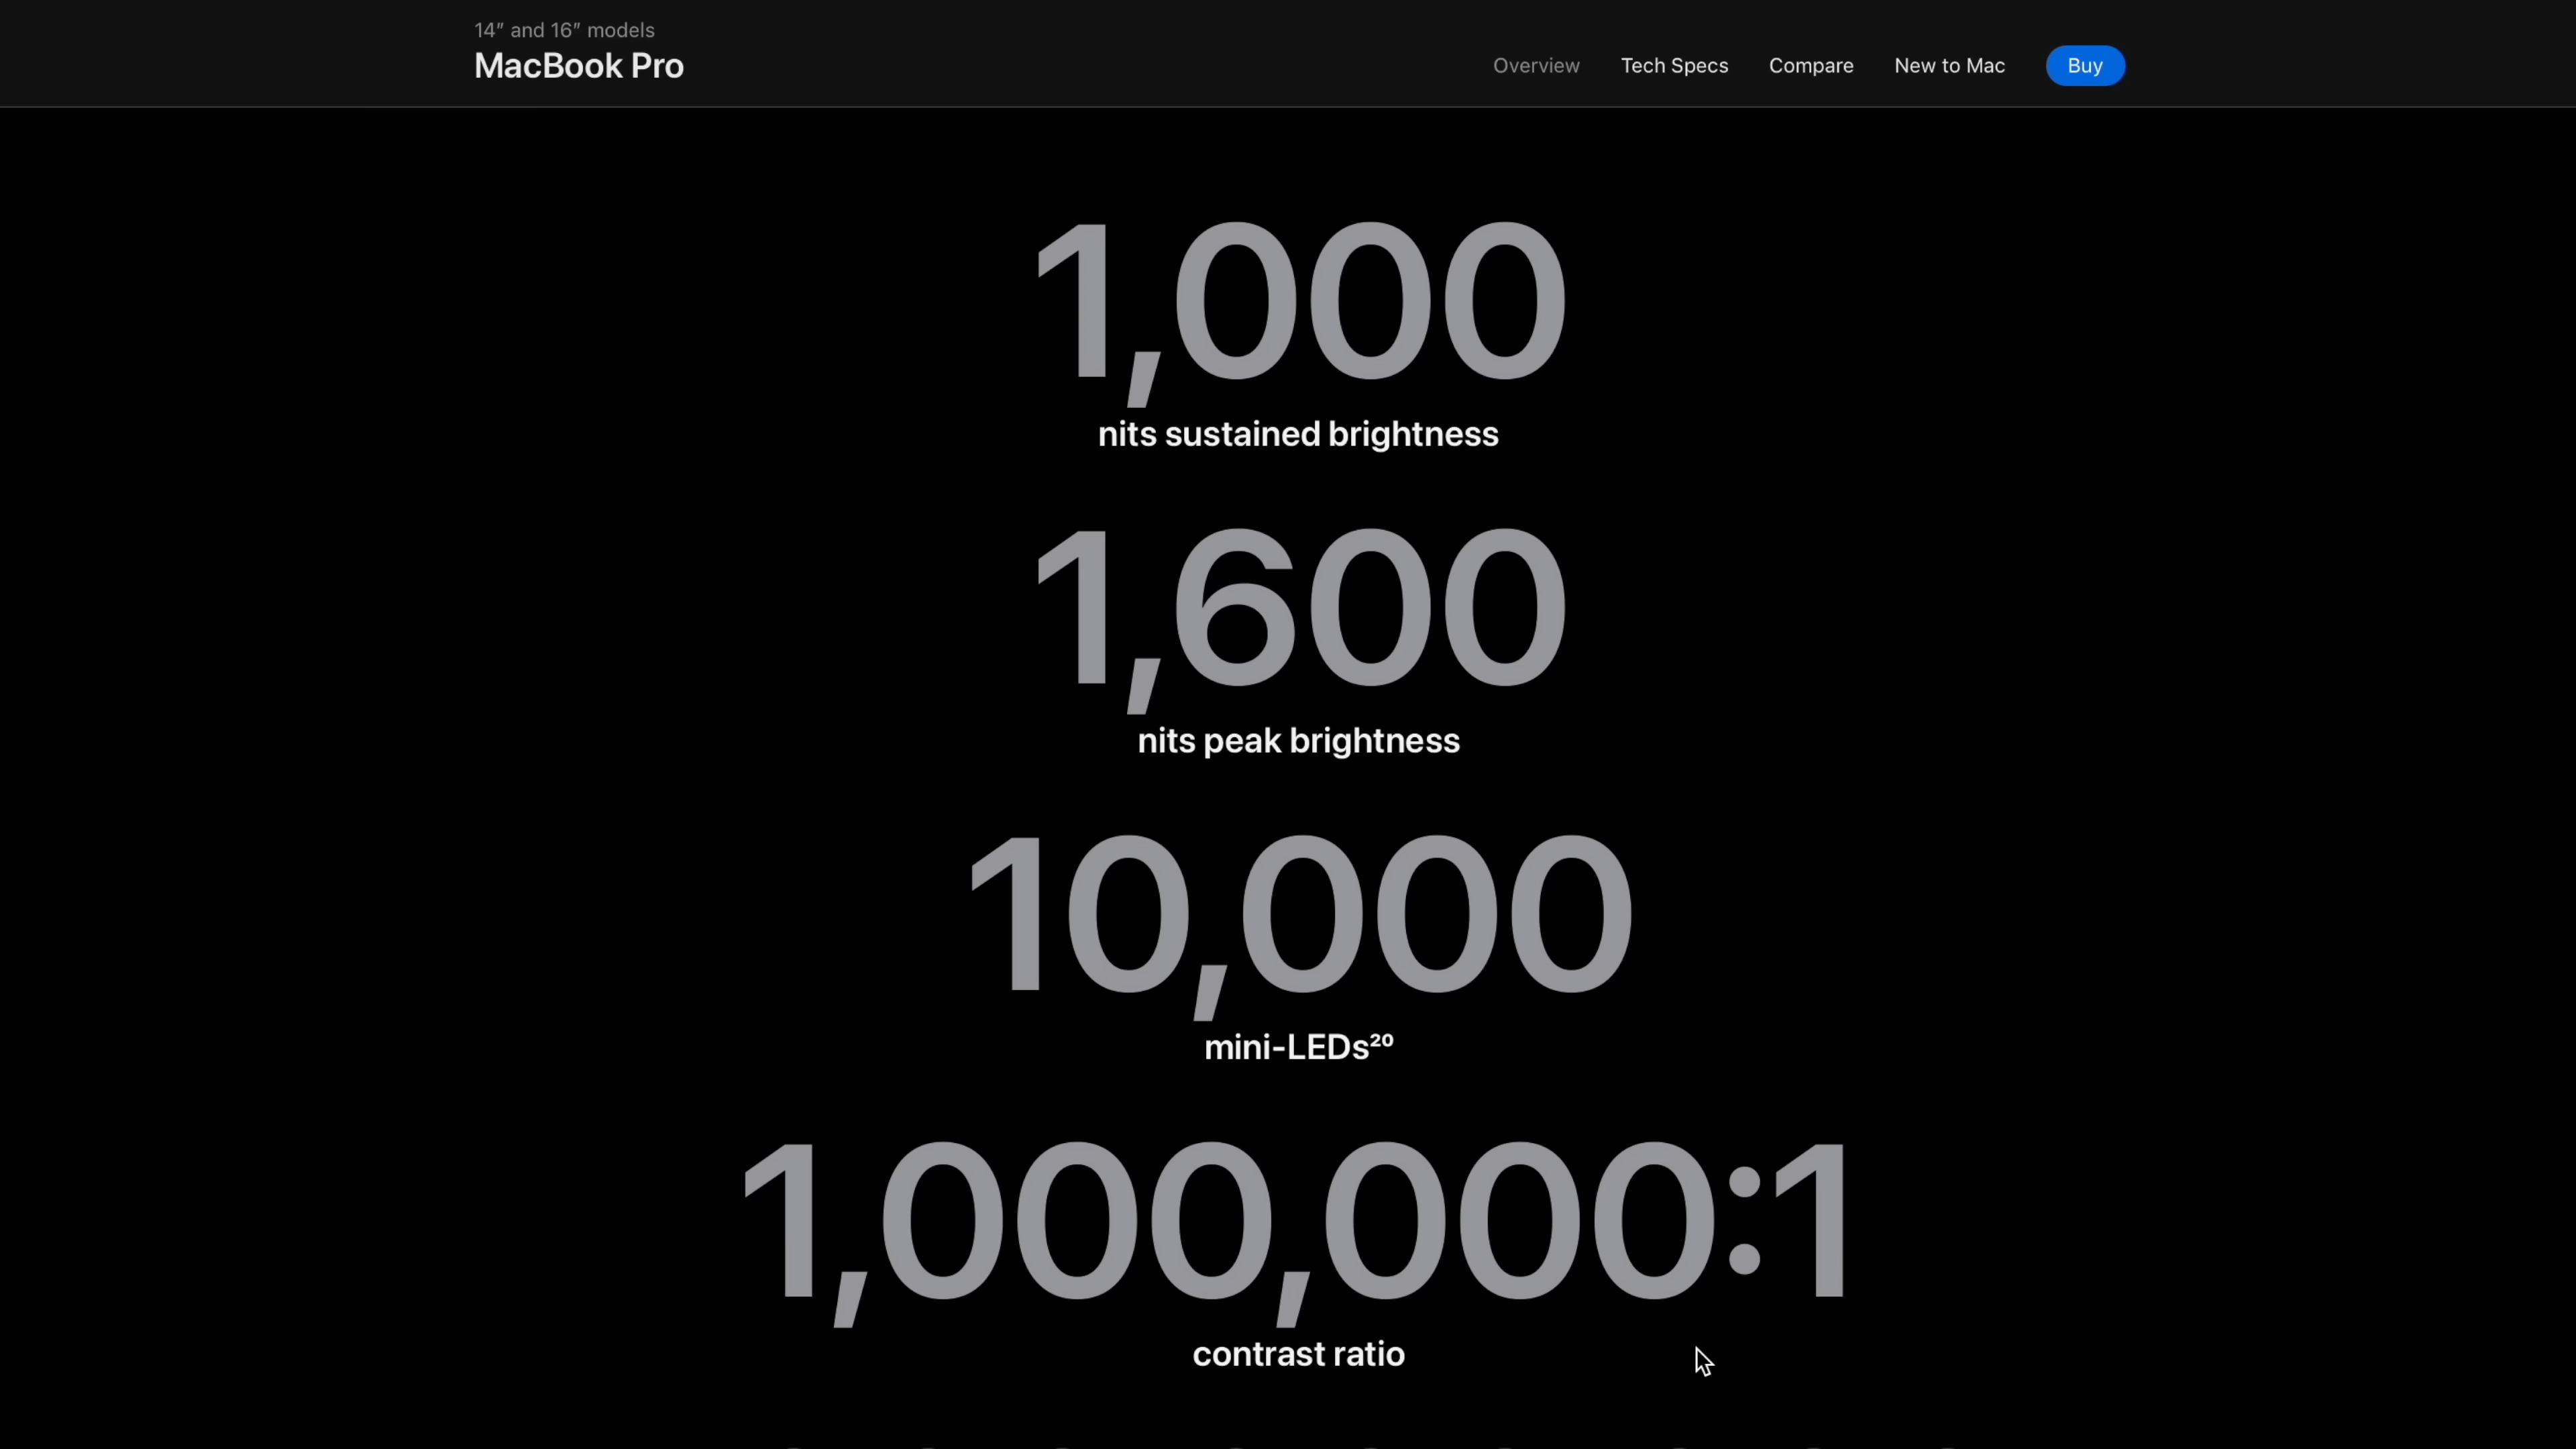 14″ and 16″ models
MacBook Pro
Overview Tech Specs Compare New to Mac Buy
1,000
nits sustained brightness
1,600
nits peak brightness
10,000
mini-LEDs²⁰
1,000,000:1
contrast ratio